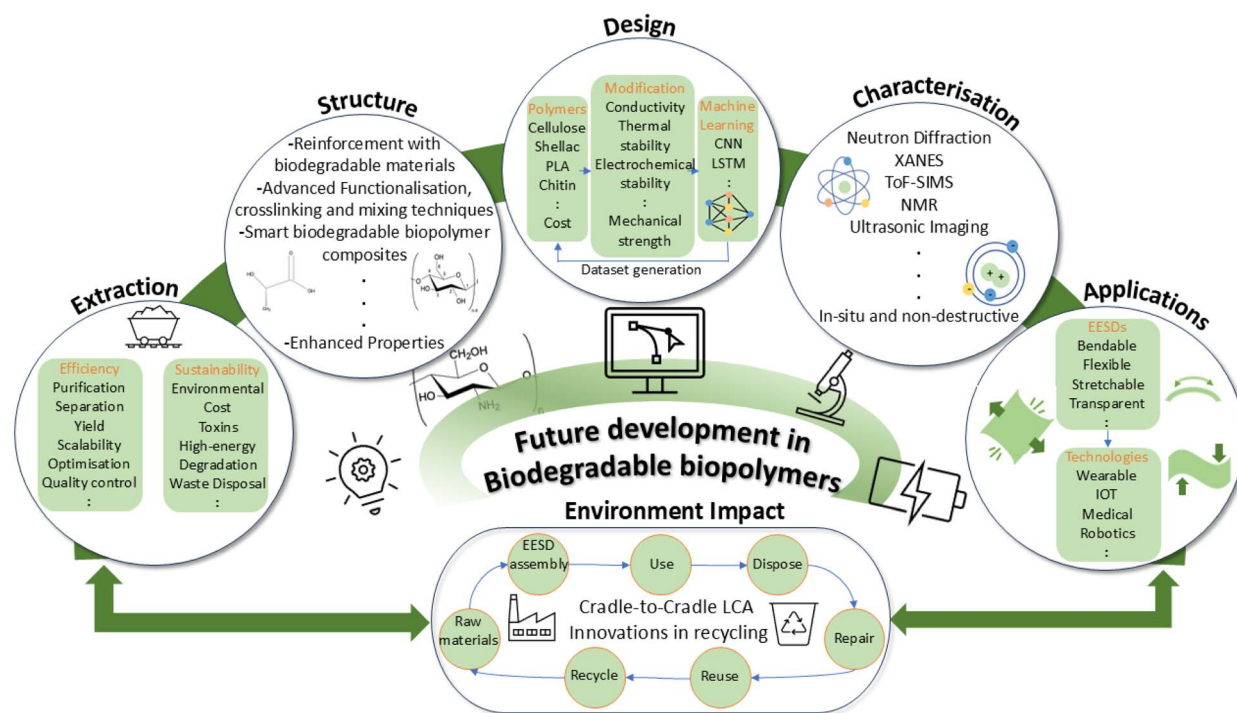 Design
Polymers
Cellulose
Shellac
PLA
Chitin
:
Cost
Modification
Conductivity
Thermal
stability
Electrochemical
stability
:
Mechanical
strength
Machine
Learning
CNN
LSTM
:
Dataset generation
Structure
-Reinforcement with
biodegradable materials
-Advanced Functionalisation,
crosslinking and mixing techniques
-Smart biodegradable biopolymer
composites
.
.
.
-Enhanced Properties
Characterisation
Neutron Diffraction
XANES
ToF-SIMS
NMR
Ultrasonic Imaging
.
.
.
In-situ and non-destructive
Extraction
Efficiency
Purification
Separation
Yield
Scalability
Optimisation
Quality control
:
Sustainability
Environmental
Cost
Toxins
High-energy
Degradation
Waste Disposal
:
Applications
EESDs
Bendable
Flexible
Stretchable
Transparent
:
Technologies
Wearable
IOT
Medical
Robotics
:
CH₂OH
O
HO
NH₂
n
Future development in
Biodegradable biopolymers
Environment Impact
EESD
assembly
Use
Dispose
Raw
materials
Cradle-to-Cradle LCA
Innovations in recycling
Repair
Recycle
Reuse